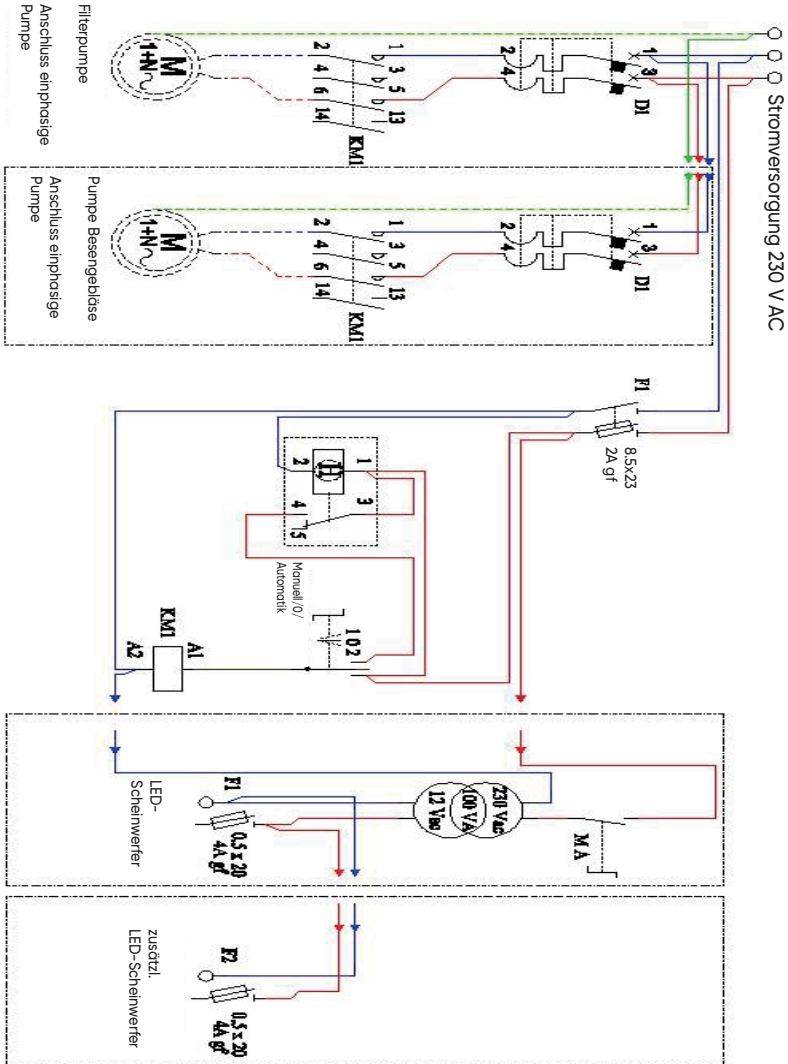 Stromversorgung 230 V AC
1
3
D1
2
4
1
3
5
13
KM1
2
4
6
14
M
1+N~
Filterpumpe
Anschluss einphasige
Pumpe
1
3
D1
2
4
1
3
5
13
KM1
2
4
6
14
M
1+N~
Pumpe Besengebläse
Anschluss einphasige
Pumpe
F1
8.5x23
2A gf
1
2
H
3
4
5
Manuell/0/
Automatik
1 0 2
KM1
A1
A2
M A
230 Vac
100 VA
12 Vac
F1
0.5 x 20
4A gf
LED-
Scheinwerfer
F2
0.5 x 20
4A gf
zusätzl.
LED-Scheinwerfer